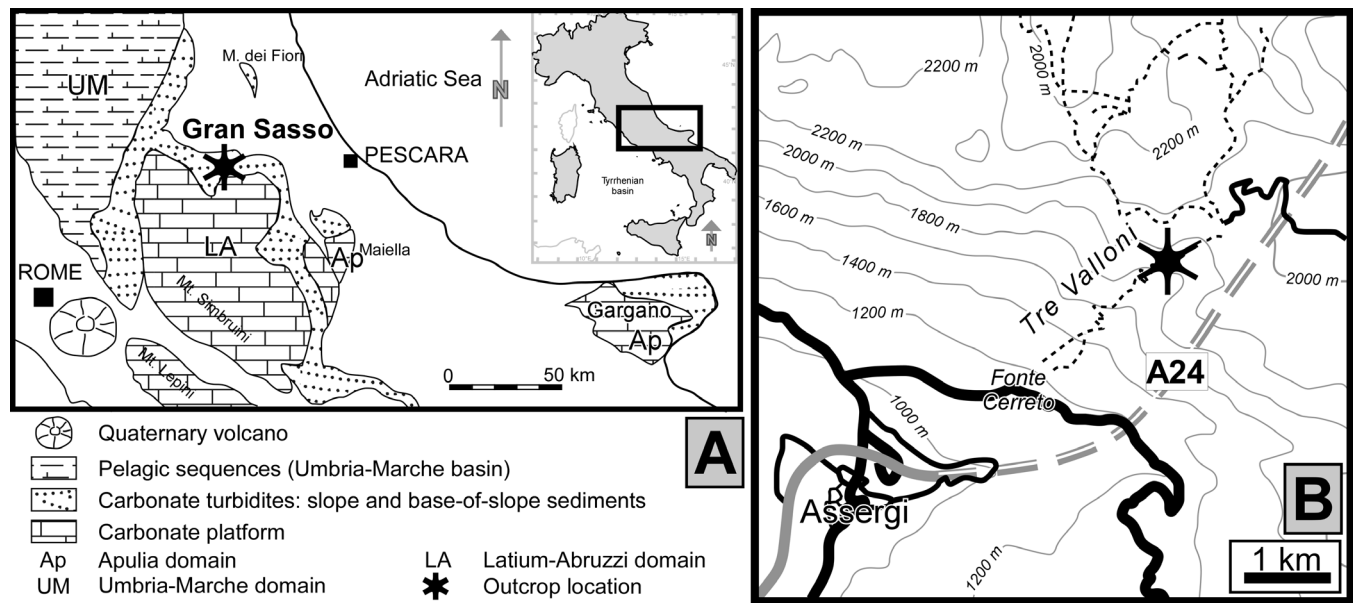 M. dei Fiori
UM
Adriatic Sea
N
Gran Sasso
PESCARA
LA
Ap
Maiella
ROME
Mt. Simbruini
Mt. Lepini
Gargano
Ap
0 50 km
Tyrrhenian
basin
N
A
Quaternary volcano
Pelagic sequences (Umbria-Marche basin)
Carbonate turbidites: slope and base-of-slope sediments
Carbonate platform
Ap Apulia domain
UM Umbria-Marche domain
LA Latium-Abruzzi domain
Outcrop location
2200 m
2000 m
2200 m
2200 m
2000 m
1600 m
1800 m
1400 m
1200 m
Tre Valloni
2000 m
A24
Fonte
Cerreto
1000 m
Assergi
1200 m
B
1 km